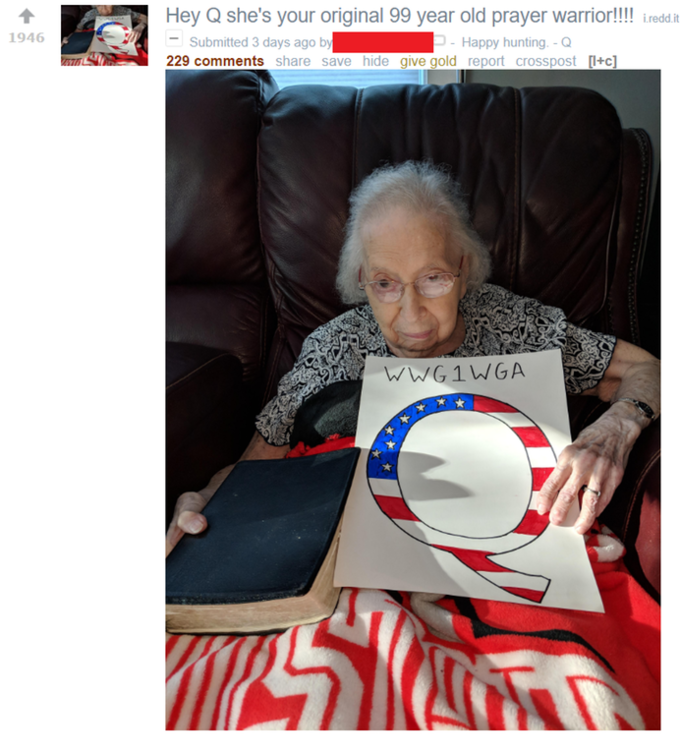 Hey Q she's your original 99 year old prayer warrior!!!! i.redd.it
1946
Submitted 3 days ago by - Happy hunting. - Q
229 comments share save hide give gold report crosspost [l+c]
WWG1WGA
Q